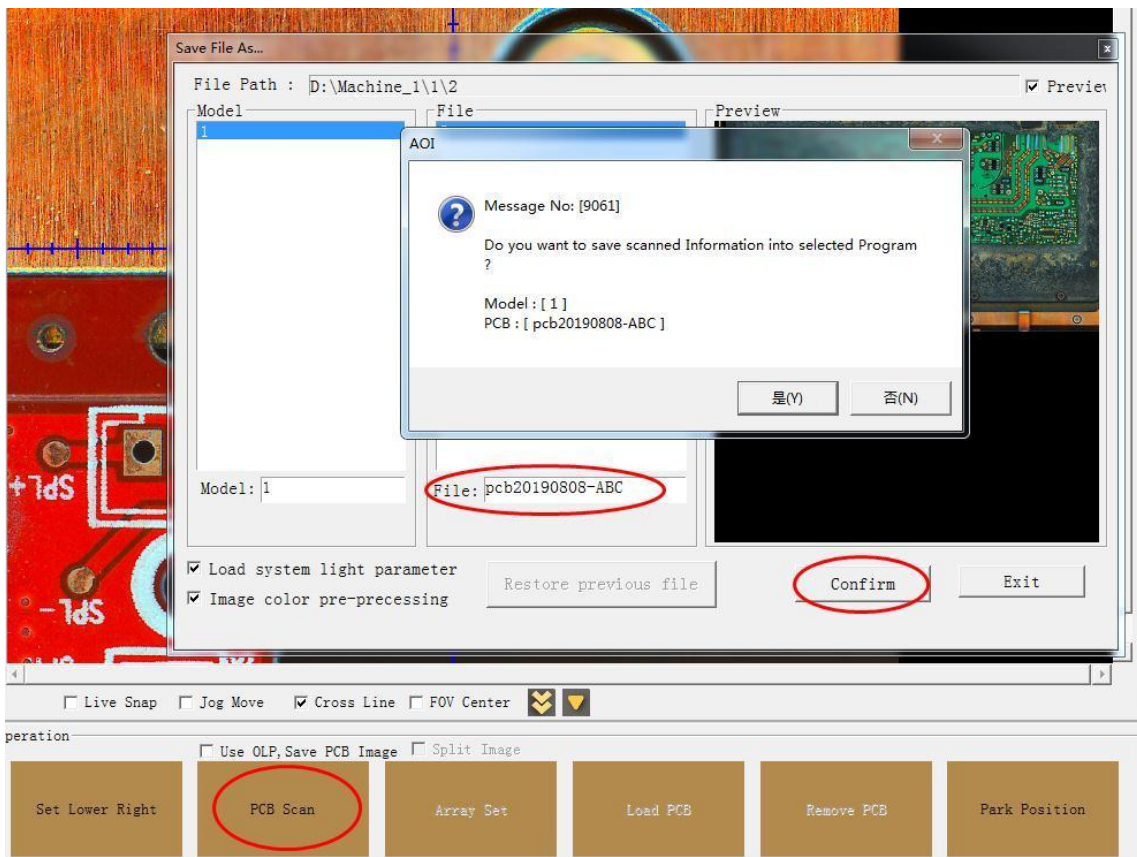 Save File As...
File Path : D:\Machine_1\1\2
Preview
Model
File
Preview
1
AOI
Message No: [9061]
Do you want to save scanned Information into selected Program
?
Model : [ 1 ]
PCB : [ pcb20190808-ABC ]
是(Y)
否(N)
Model: 1
File: pcb20190808-ABC
SPL+
Load system light parameter
Image color pre-precessing
Restore previous file
Confirm
Exit
SPL-
Live Snap
Jog Move
Cross Line
FOV Center
peration
Use OLP,Save PCB Image
Split Image
Set Lower Right
PCB Scan
Array Set
Load PCB
Remove PCB
Park Position